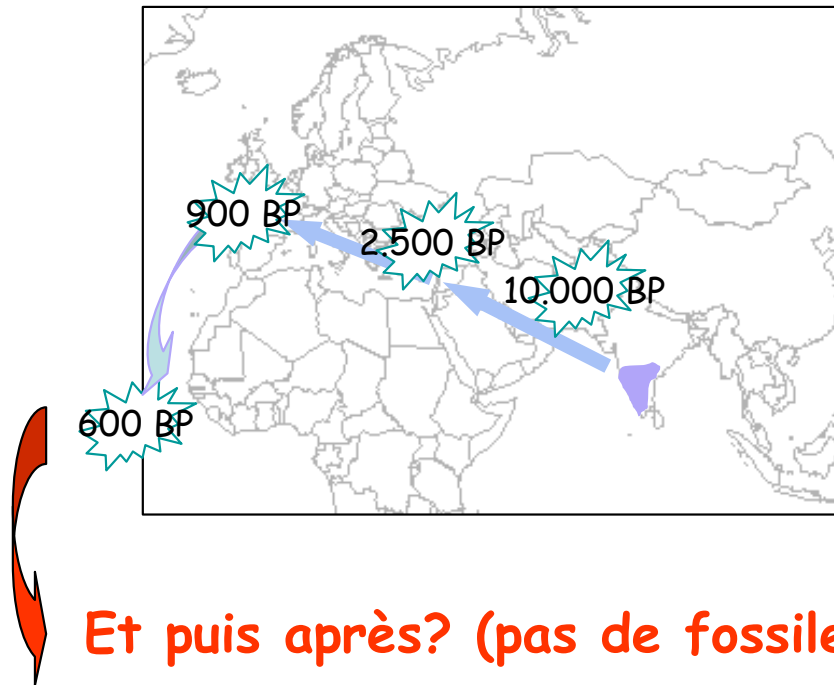 900 BP
2.500 BP
10.000 BP
600 BP
Et puis après? (pas de fossile